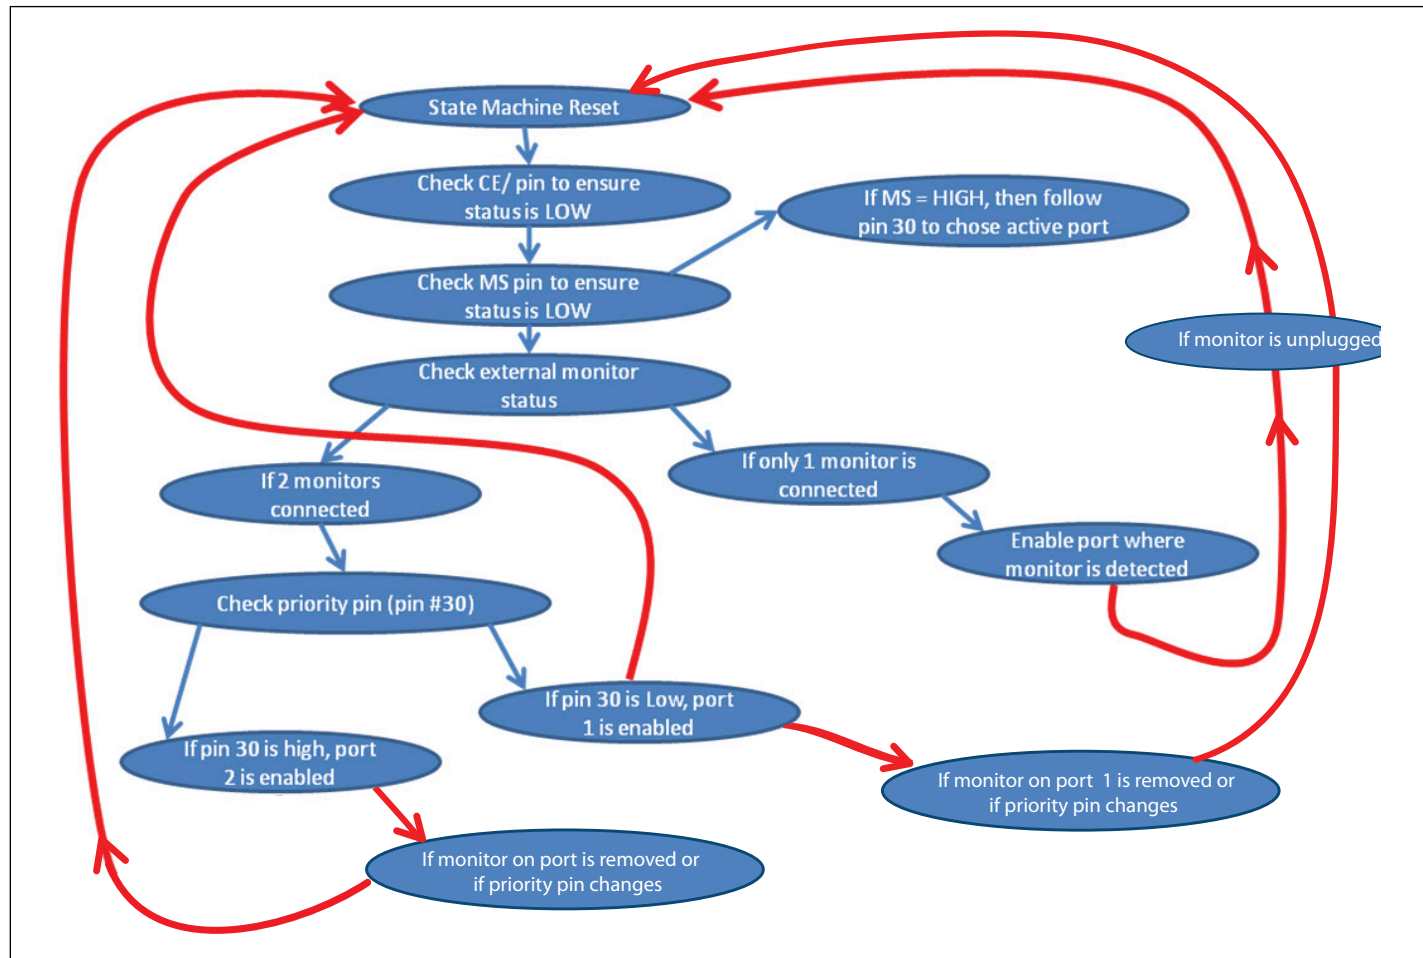 State Machine Reset
Check CE/ pin to ensure
status is LOW
If MS = HIGH, then follow
pin 30 to chose active port
Check MS pin to ensure
status is LOW
If monitor is unplugged
Check external monitor
status
If only 1 monitor is
connected
If 2 monitors
connected
Enable port where
monitor is detected
Check priority pin (pin #30)
If pin 30 is Low, port
1 is enabled
If pin 30 is high, port
2 is enabled
If monitor on port 1 is removed or
if priority pin changes
If monitor on port is removed or
if priority pin changes